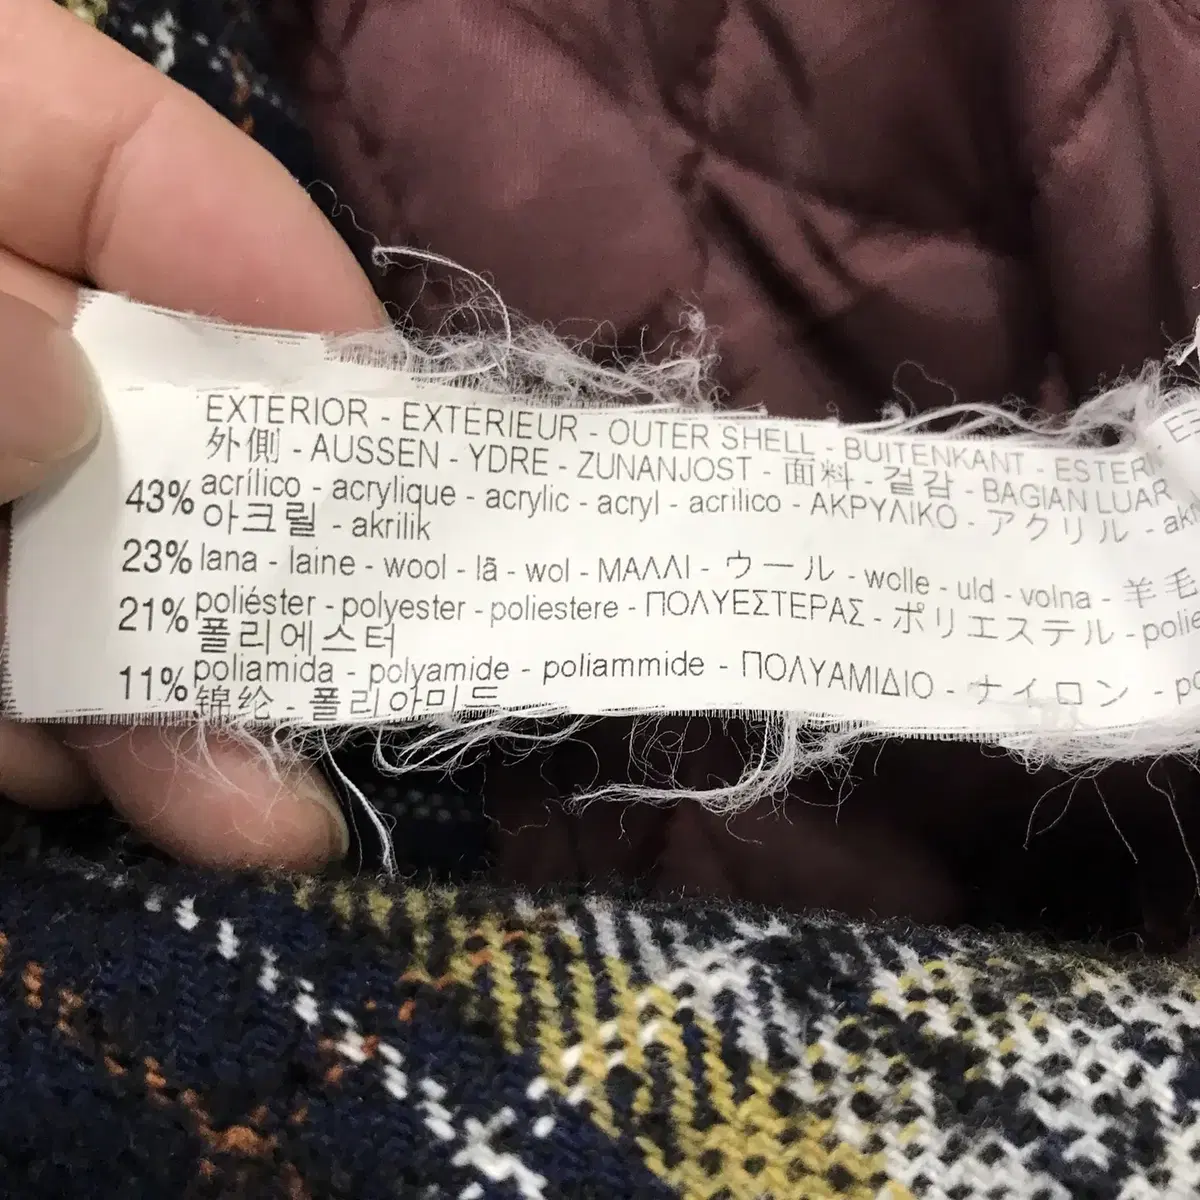 EXTERIOR - EXTÉRIEUR - OUTER SHELL - BUITENKANT -
外側 - AUSSEN - YDRE - ZUNANJOST - 面料 - 겉감 - BAGIAN LUAR
43% acrílico - acrylique - acrylic - acryl - acrilico - ΑΚΡΥΛΙΚΟ - アクリル -
아크릴 - akrilik
23% lana - laine - wool - lã - wol - ΜΑΛΛΙ - ウール - wolle - uld - volna - 羊毛
21% poliéster - polyester - poliestere - ΠΟΛΥΕΣΤΕΡΑΣ - ポリエステル -
폴리에스터
11% poliamida - polyamide - poliammide - ΠΟΛΥΑΜΙΔΙΟ - ナイロン -
锦纶 - 폴리아미드